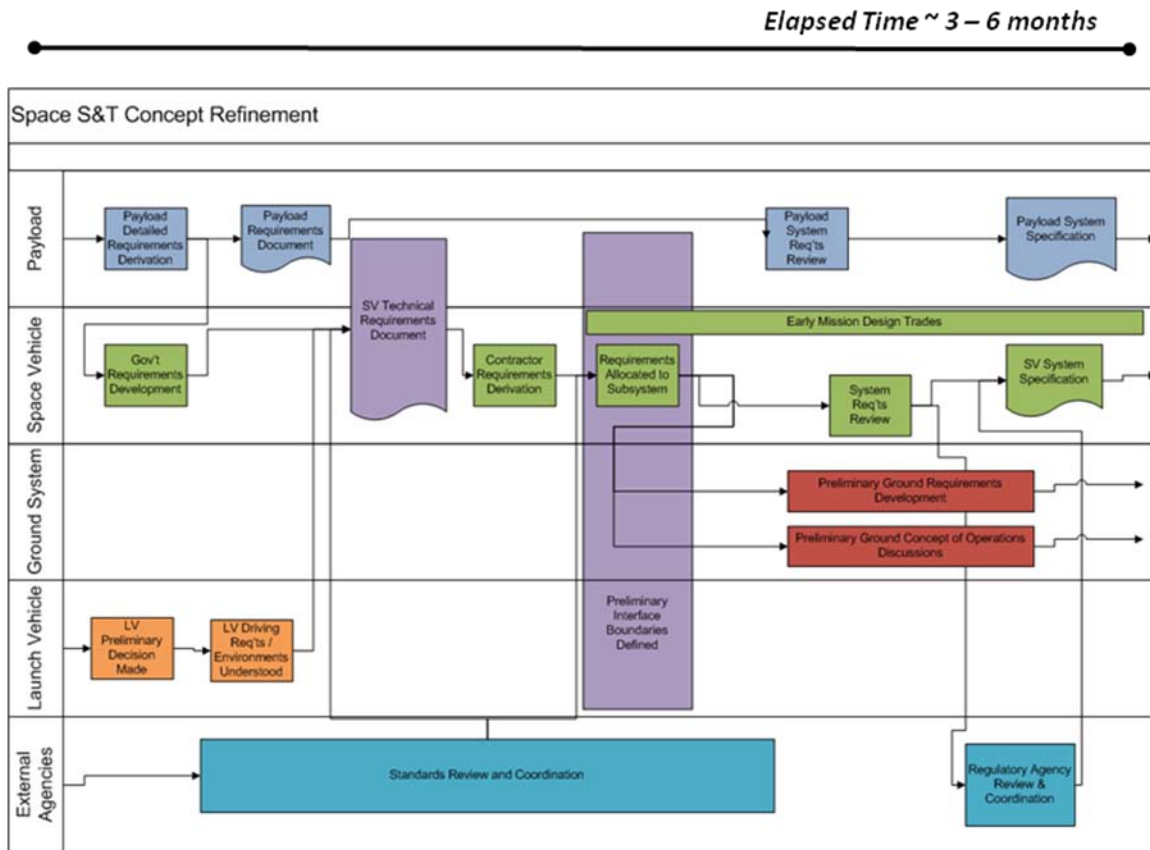 Elapsed Time ~ 3 – 6 months
Space S&T Concept Refinement
Payload
Payload
Detailed
Requirements
Derivation
Payload
Requirements
Document
Payload
System
Req'ts
Review
Payload System
Specification
Space Vehicle
Gov't
Requirements
Development
SV Technical
Requirements
Document
Contractor
Requirements
Derivation
Early Mission Design Trades
Requirements
Allocated to
Subsystem
System
Req'ts
Review
SV System
Specification
Ground System
Preliminary Ground Requirements
Development
Preliminary Ground Concept of Operations
Discussions
Launch Vehicle
LV
Preliminary
Decision
Made
LV Driving
Req'ts /
Environments
Understood
Preliminary
Interface
Boundaries
Defined
External
Agencies
Standards Review and Coordination
Regulatory Agency
Review &
Coordination